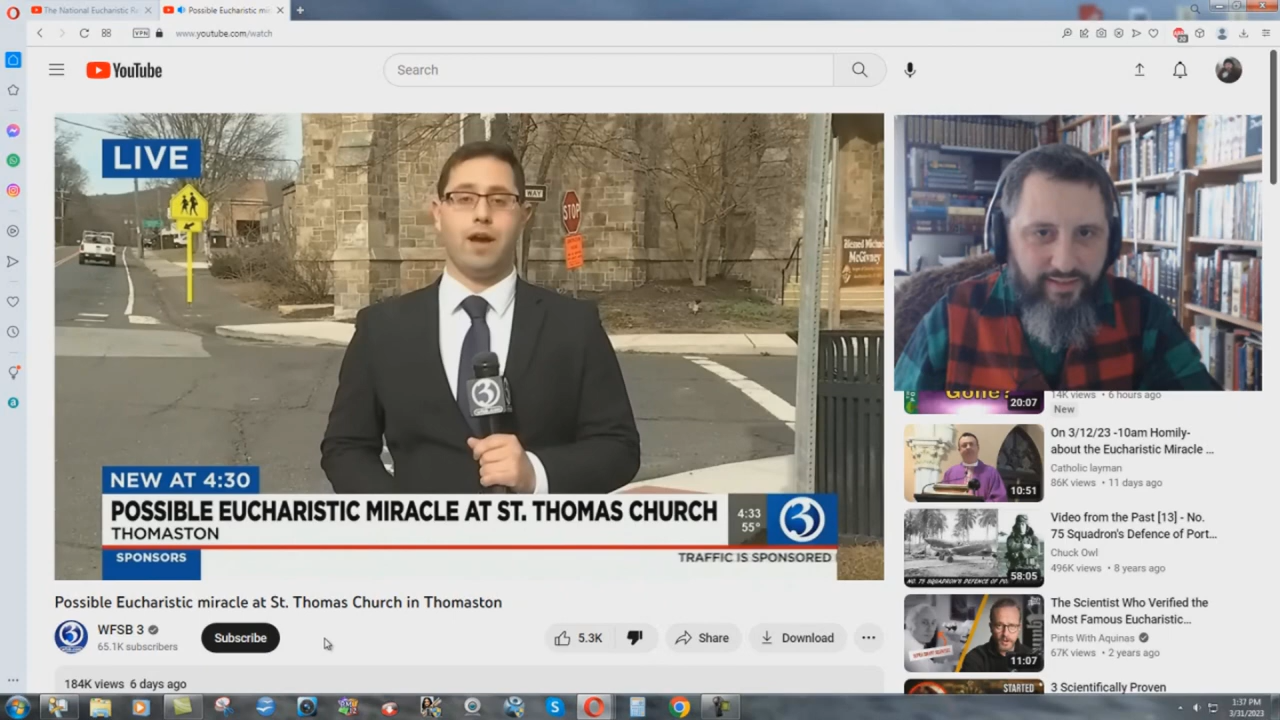 The National Eucharistic Re
Possible Eucharistic mi
VPN
www.youtube.com/watch
YouTube
Search
LIVE
WAY
STOP
Blessed Michael
McGivney
3
NEW AT 4:30
POSSIBLE EUCHARISTIC MIRACLE AT ST. THOMAS CHURCH
THOMASTON
4:33
55°
3
SPONSORS
TRAFFIC IS SPONSORED
Possible Eucharistic miracle at St. Thomas Church in Thomaston
WFSB 3
65.1K subscribers
Subscribe
5.3K
Share
Download
184K views 6 days ago
Gone?
20:07
14K views • 6 hours ago
New
On 3/12/23 -10am Homily-
about the Eucharistic Miracle ...
Catholic layman
86K views • 11 days ago
10:51
Video from the Past [13] - No.
75 Squadron's Defence of Port...
Chuck Owl
496K views • 8 years ago
58:05
The Scientist Who Verified the
Most Famous Eucharistic...
Pints With Aquinas
67K views • 2 years ago
11:07
STARTED
3 Scientifically Proven
1:37 PM
3/31/2023